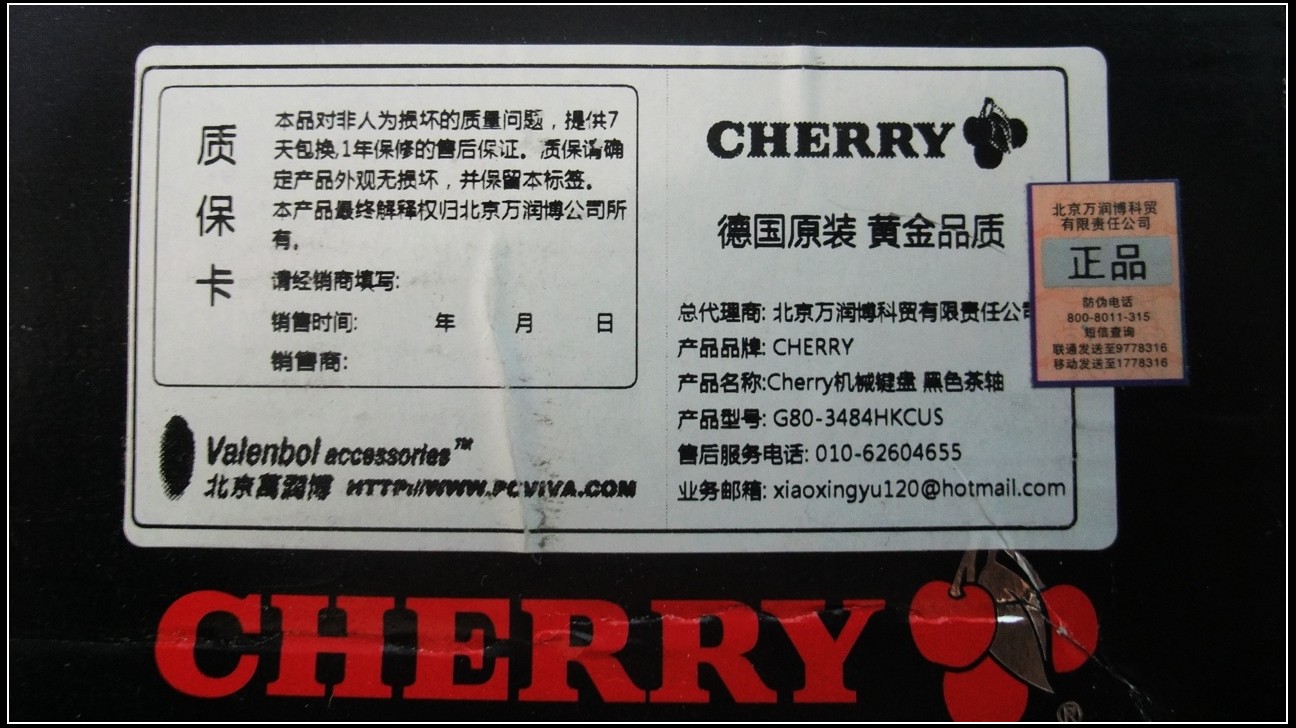 质保卡
本品对非人为损坏的质量问题，提供7
天包换,1年保修的售后保证。质保请确
定产品外观无损坏，并保留本标签。
本产品最终解释权归北京万润博公司所
有。
请经销商填写:
销售时间: 年 月 日
销售商:
Valenbol accessories™
北京萬润博 HTTP://WWW.PCVIVA.COM
CHERRY
德国原装 黄金品质
总代理商: 北京万润博科贸有限责任公司
产品品牌: CHERRY
产品名称:Cherry机械键盘 黑色茶轴
产品型号: G80-3484HKCUS
售后服务电话: 010-62604655
业务邮箱: xiaoxingyu120@hotmail.com
北京万润博科贸
有限责任公司
正品
防伪电话
800-8011-315
短信查询
联通发送至9778316
移动发送至1778316
CHERRY
®